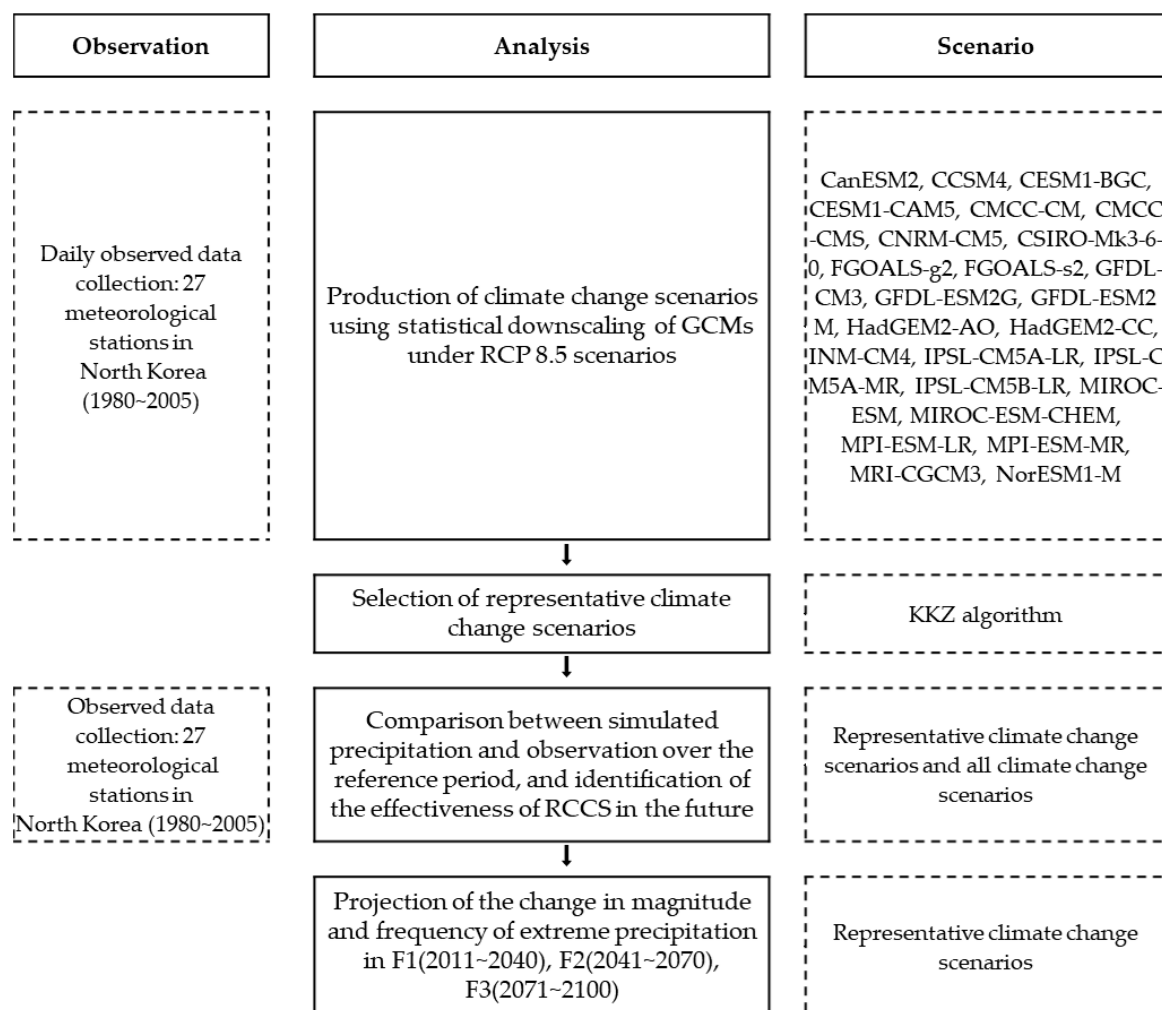 Observation
Analysis
Scenario
Daily observed data
collection: 27
meteorological
stations in
North Korea
(1980~2005)
Production of climate change scenarios
using statistical downscaling of GCMs
under RCP 8.5 scenarios
CanESM2, CCSM4, CESM1-BGC,
CESM1-CAM5, CMCC-CM, CMCC
-CMS, CNRM-CM5, CSIRO-Mk3-6-
0, FGOALS-g2, FGOALS-s2, GFDL-
CM3, GFDL-ESM2G, GFDL-ESM2
M, HadGEM2-AO, HadGEM2-CC,
INM-CM4, IPSL-CM5A-LR, IPSL-C
M5A-MR, IPSL-CM5B-LR, MIROC-
ESM, MIROC-ESM-CHEM,
MPI-ESM-LR, MPI-ESM-MR,
MRI-CGCM3, NorESM1-M
Selection of representative climate
change scenarios
KKZ algorithm
Observed data
collection: 27
meteorological
stations in
North Korea (1980~2005)
Comparison between simulated
precipitation and observation over the
reference period, and identification of
the effectiveness of RCCS in the future
Representative climate change
scenarios and all climate change
scenarios
Projection of the change in magnitude
and frequency of extreme precipitation
in F1(2011~2040), F2(2041~2070),
F3(2071~2100)
Representative climate change
scenarios